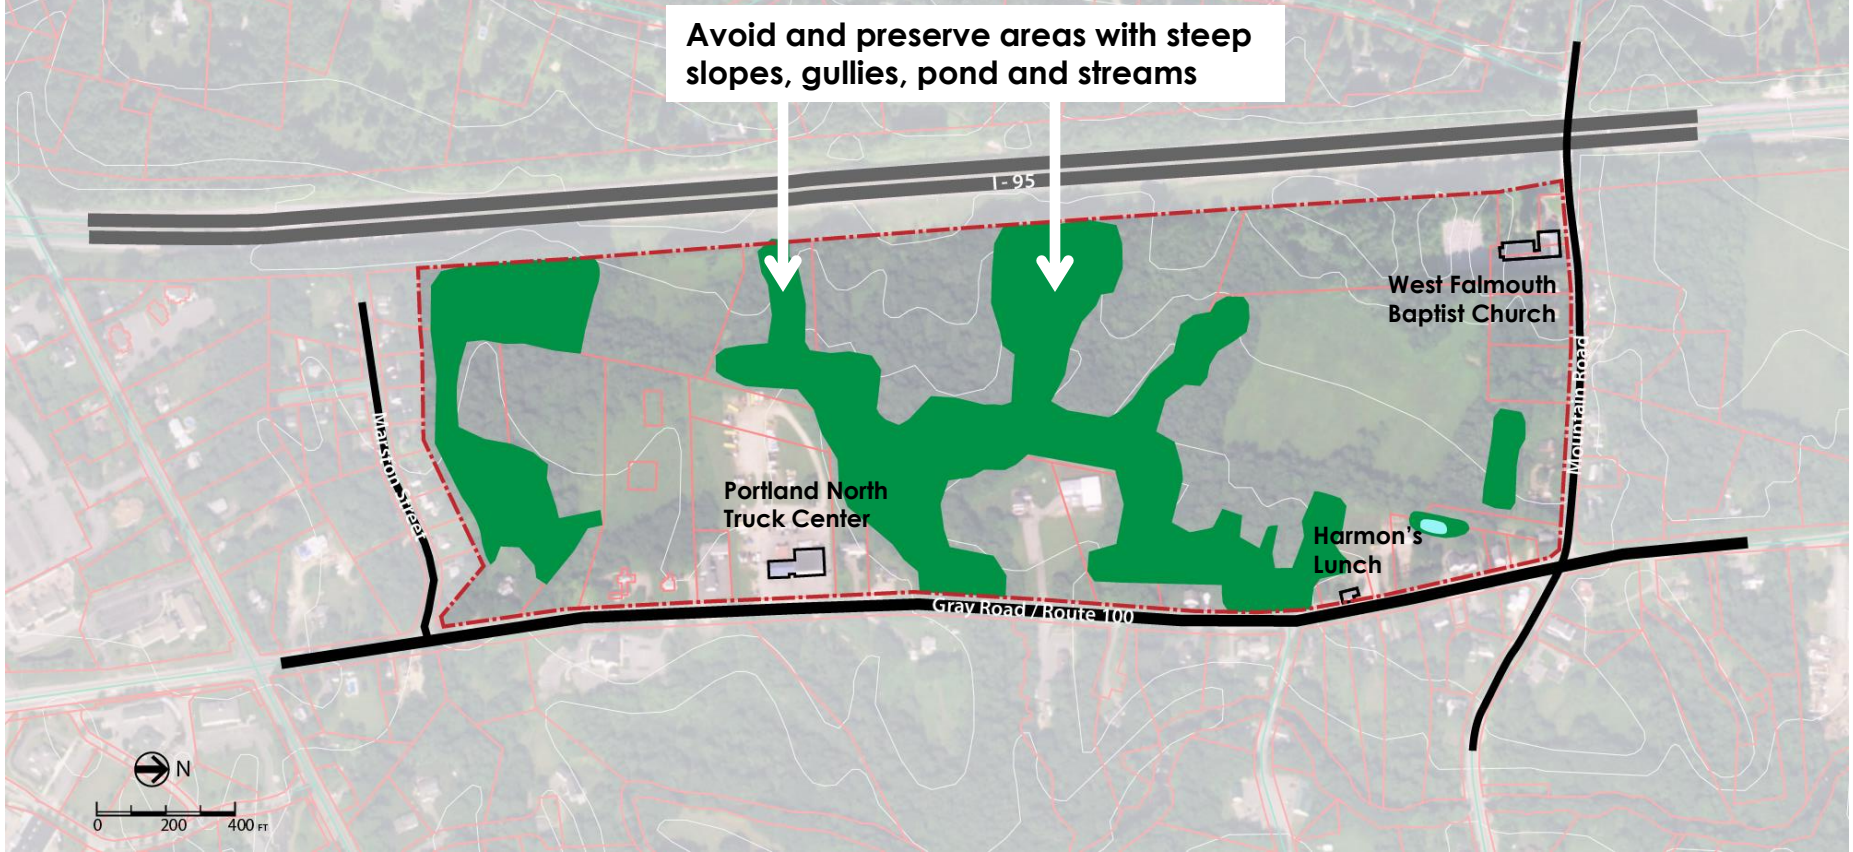 Avoid and preserve areas with steep
slopes, gullies, pond and streams
I - 95
West Falmouth
Baptist Church
Mountain Road
Marston Street
Portland North
Truck Center
Harmon's
Lunch
Gray Road / Route 100
N
0 200 400 FT